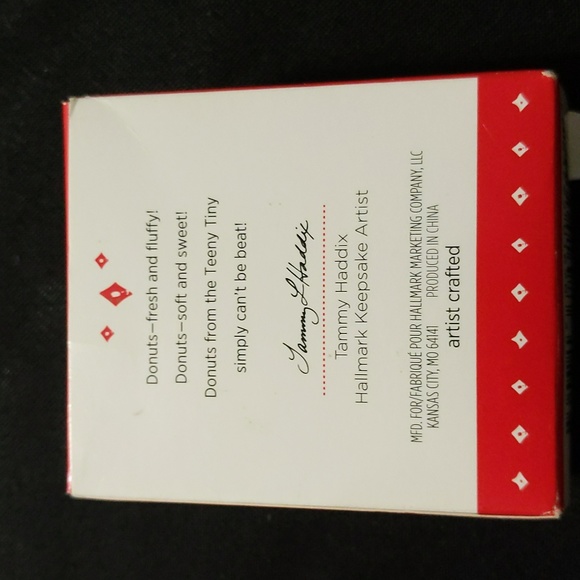 Donuts—fresh and fluffy!
Donuts—soft and sweet!
Donuts from the Teeny Tiny
simply can't be beat!
Tammy L Haddix
Tammy Haddix
Hallmark Keepsake Artist
MFD. FOR/FABRIQUÉ POUR HALLMARK MARKETING COMPANY, LLC
KANSAS CITY, MO 64141 PRODUCED IN CHINA
artist crafted